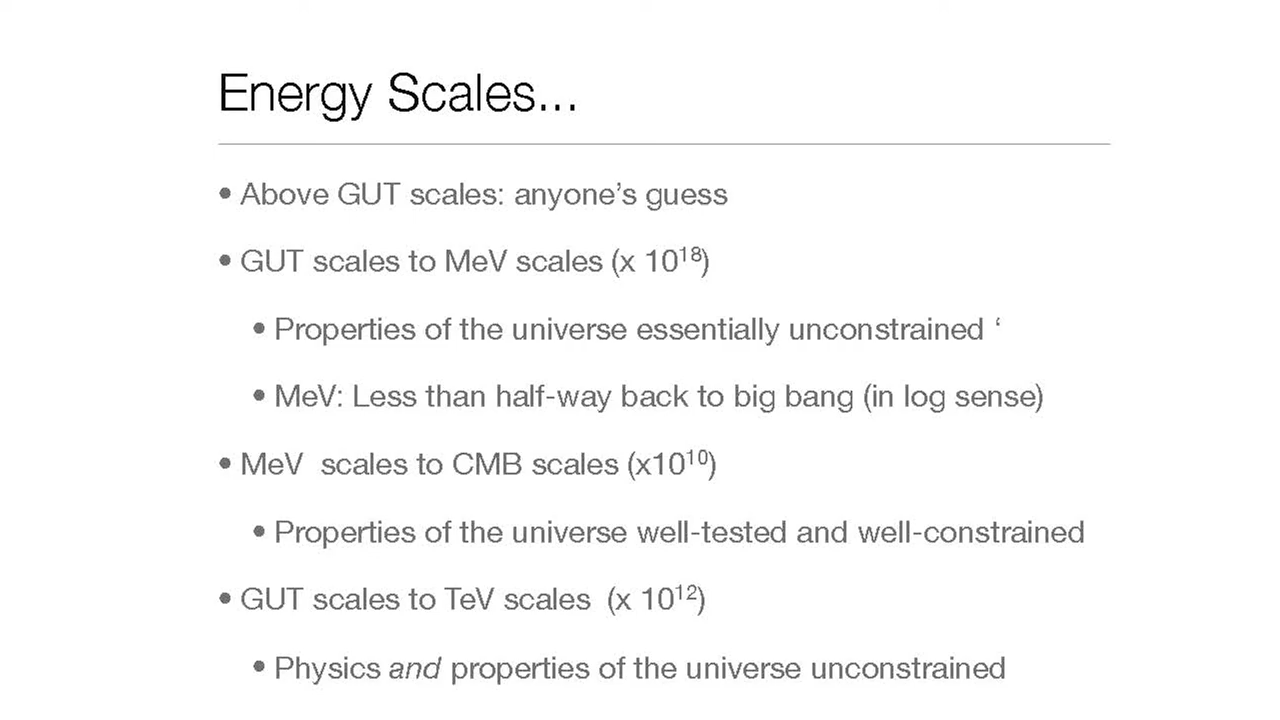 Energy Scales...
• Above GUT scales: anyone’s guess
• GUT scales to MeV scales (x 10¹⁸)
• Properties of the universe essentially unconstrained ‘
• MeV: Less than half-way back to big bang (in log sense)
• MeV  scales to CMB scales (x10¹⁰)
• Properties of the universe well-tested and well-constrained
• GUT scales to TeV scales  (x 10¹²)
• Physics and properties of the universe unconstrained